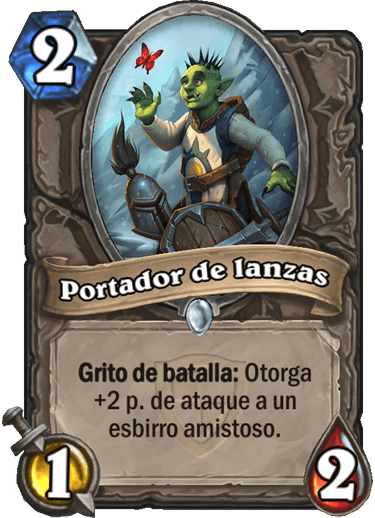 2
Portador de lanzas
Grito de batalla: Otorga
+2 p. de ataque a un
esbirro amistoso.
1
2